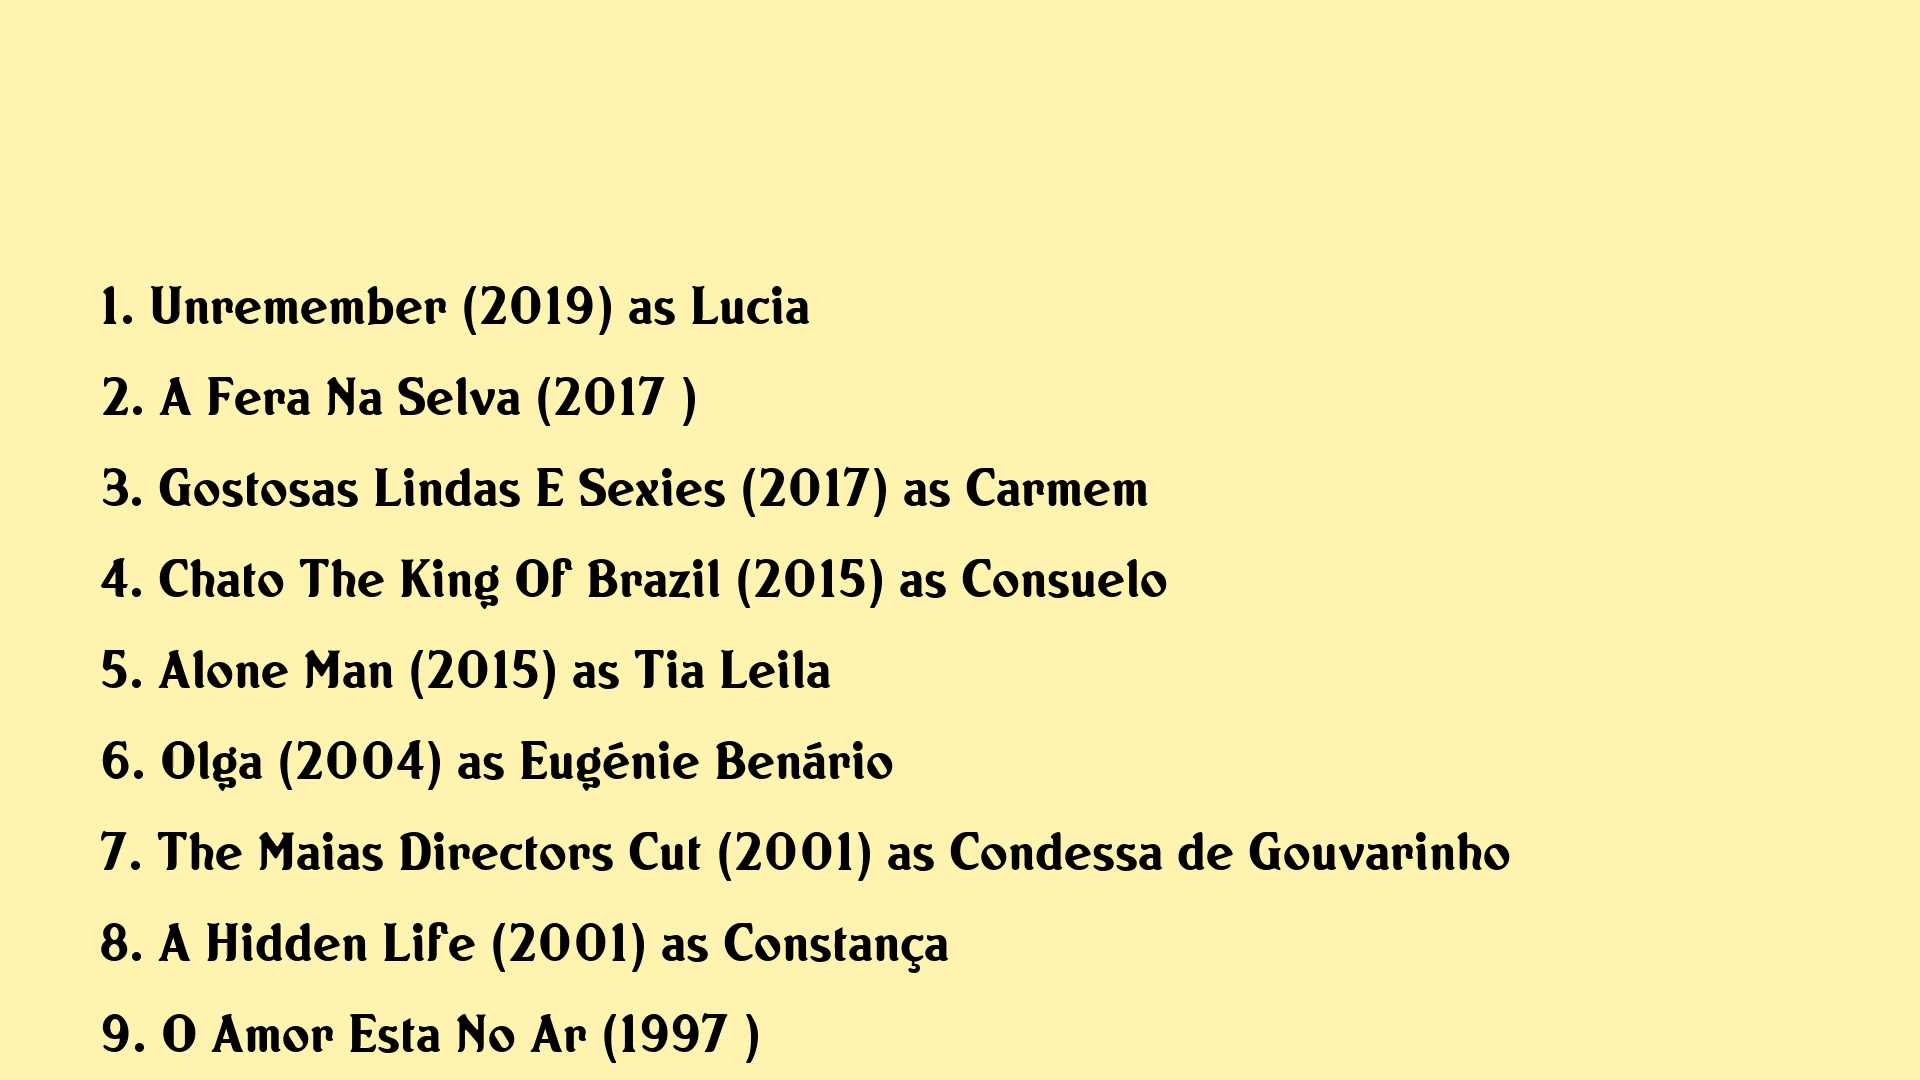 1. Unremember (2019) as Lucia
2. A Fera Na Selva (2017 )
3. Gostosas Lindas E Sexies (2017) as Carmem
4. Chato The King Of Brazil (2015) as Consuelo
5. Alone Man (2015) as Tia Leila
6. Olga (2004) as Eugénie Benário
7. The Maias Directors Cut (2001) as Condessa de Gouvarinho
8. A Hidden Life (2001) as Constança
9. O Amor Esta No Ar (1997 )